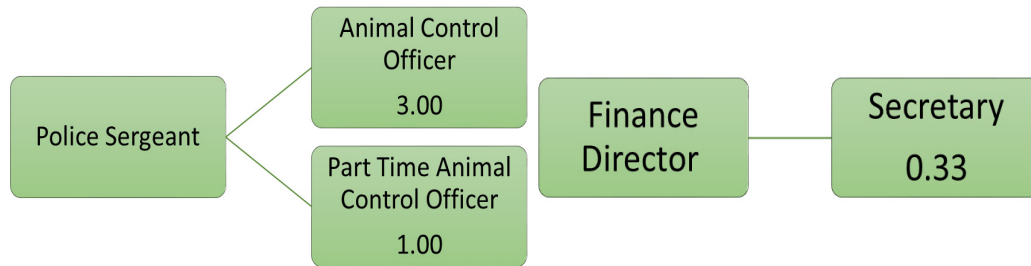 Police Sergeant
Animal Control
Officer
3.00
Part Time Animal
Control Officer
1.00
Finance
Director
Secretary
0.33